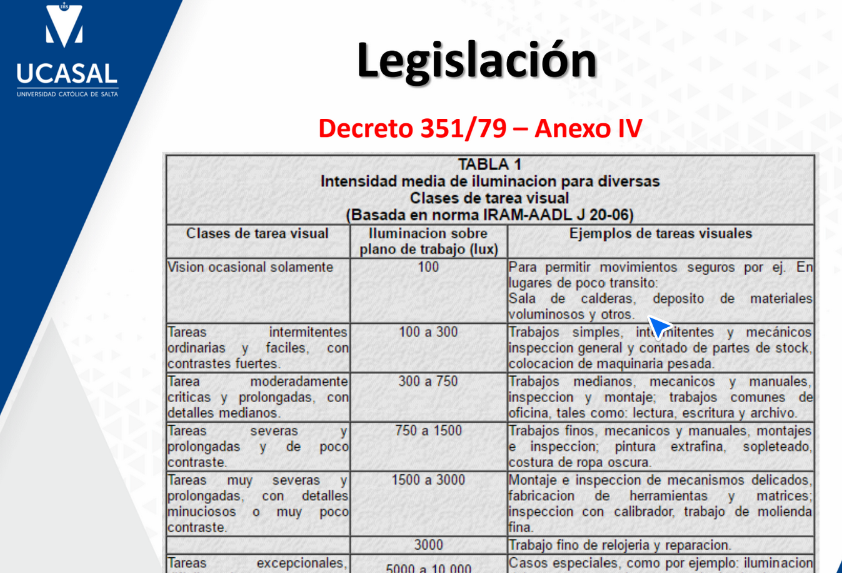 UCASAL
UNIVERSIDAD CATÓLICA DE SALTA
Legislación
Decreto 351/79 – Anexo IV
TABLA 1
Intensidad media de iluminacion para diversas
Clases de tarea visual
(Basada en norma IRAM-AADL J 20-06)
Clases de tarea visual
Iluminacion sobre
plano de trabajo (lux)
Ejemplos de tareas visuales
Vision ocasional solamente
100
Para permitir movimientos seguros por ej. En
lugares de poco transito:
Sala de calderas, deposito de materiales
voluminosos y otros.
Tareas intermitentes
ordinarias y faciles, con
contrastes fuertes.
100 a 300
Trabajos simples, intermitentes y mecánicos
inspeccion general y contado de partes de stock,
colocacion de maquinaria pesada.
Tarea moderadamente
criticas y prolongadas, con
detalles medianos.
300 a 750
Trabajos medianos, mecanicos y manuales,
inspeccion y montaje; trabajos comunes de
oficina, tales como: lectura, escritura y archivo.
Tareas severas y
prolongadas y de poco
contraste.
750 a 1500
Trabajos finos, mecanicos y manuales, montajes
e inspeccion; pintura extrafina, sopleteado,
costura de ropa oscura.
Tareas muy severas y
prolongadas, con detalles
minuciosos o muy poco
contraste.
1500 a 3000
Montaje e inspeccion de mecanismos delicados,
fabricacion de herramientas y matrices;
inspeccion con calibrador, trabajo de molienda
fina.
3000
Trabajo fino de relojeria y reparacion.
Tareas excepcionales,
5000 a 10.000
Casos especiales, como por ejemplo: iluminacion